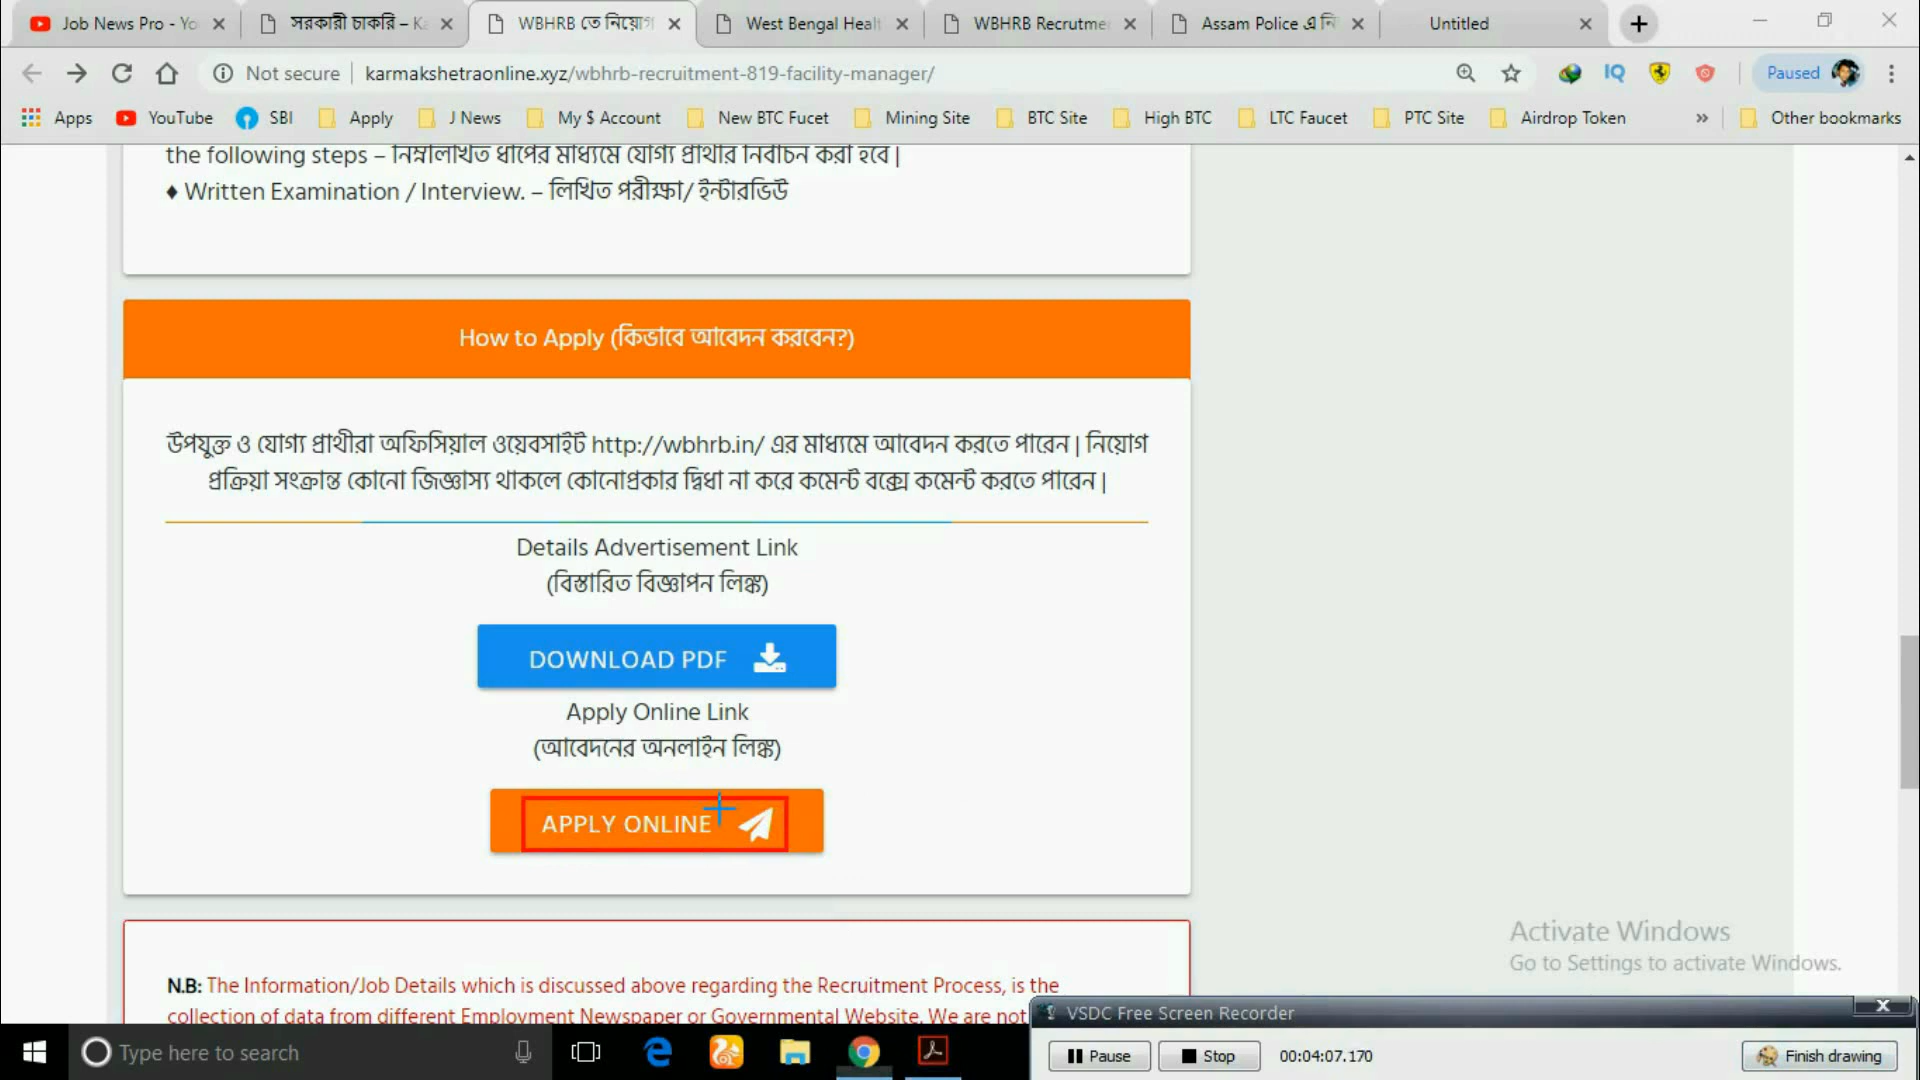 Job News Pro - Yo
সরকারী চাকরি – Ka
WBHRB তে নিয়োগ
West Bengal Healt
WBHRB Recrutmer
Assam Police এ নি
Untitled
Not secure | karmakshetraonline.xyz/wbhrb-recruitment-819-facility-manager/
IQ
Paused
Apps
YouTube
SBI
Apply
J News
My $ Account
New BTC Fucet
Mining Site
BTC Site
High BTC
LTC Faucet
PTC Site
Airdrop Token
»
Other bookmarks
the following steps – নিম্নলিখিত ধাপের মাধ্যমে যোগ্য প্রার্থীর নির্বাচন করা হবে |
♦ Written Examination / Interview. – লিখিত পরীক্ষা/ ইন্টারভিউ
How to Apply (কিভাবে আবেদন করবেন?)
উপযুক্ত ও যোগ্য প্রার্থীরা অফিসিয়াল ওয়েবসাইট http://wbhrb.in/ এর মাধ্যমে আবেদন করতে পারেন | নিয়োগ
প্রক্রিয়া সংক্রান্ত কোনো জিজ্ঞাস্য থাকলে কোনোপ্রকার দ্বিধা না করে কমেন্ট বক্সে কমেন্ট করতে পারেন |
Details Advertisement Link
(বিস্তারিত বিজ্ঞাপন লিঙ্ক)
DOWNLOAD PDF
Apply Online Link
(আবেদনের অনলাইন লিঙ্ক)
APPLY ONLINE
Activate Windows
Go to Settings to activate Windows.
N.B: The Information/Job Details which is discussed above regarding the Recruitment Process, is the
collection of data from different Employment Newspaper or Governmental Website. We are not
VSDC Free Screen Recorder
Pause
Stop
00:04:07.170
Finish drawing
Type here to search